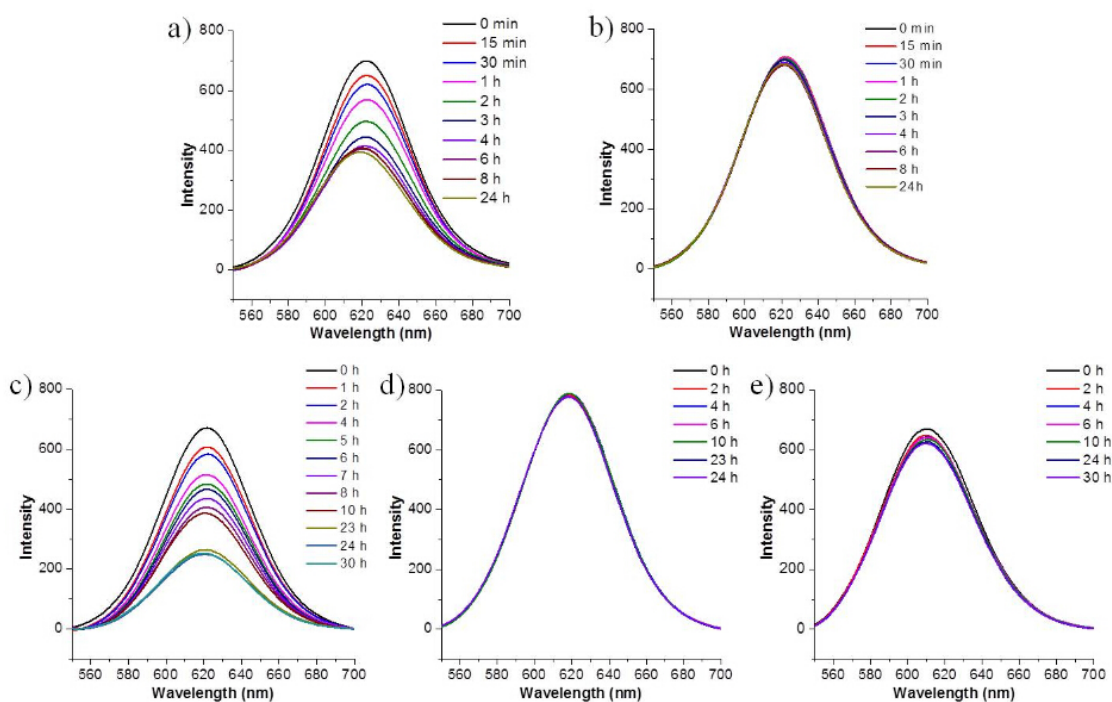 a)
800
600
400
200
0
Intensity
560 580 600 620 640 660 680 700
Wavelength (nm)
0 min
15 min
30 min
1 h
2 h
3 h
4 h
6 h
8 h
24 h
b)
800
600
400
200
0
Intensity
560 580 600 620 640 660 680 700
Wavelength (nm)
0 min
15 min
30 min
1 h
2 h
3 h
4 h
6 h
8 h
24h
c)
800
600
400
200
0
Intensity
560 580 600 620 640 660 680 700
Wavelength (nm)
0 h
1 h
2 h
4 h
5 h
6 h
7 h
8 h
10 h
23 h
24 h
30 h
d)
800
600
400
200
0
Intensity
560 580 600 620 640 660 680 700
Wavelength (nm)
0 h
2 h
4 h
6 h
10 h
23 h
24 h
e)
800
600
400
200
0
Intensity
560 580 600 620 640 660 680 700
Wavelength (nm)
0 h
2 h
4 h
6 h
10 h
24 h
30 h